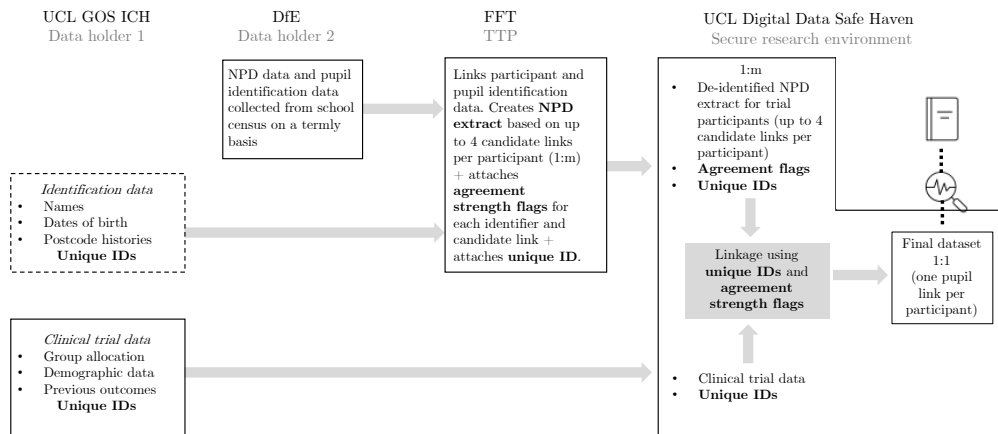 UCL GOS ICH
Data holder 1
DfE
Data holder 2
FFT
TTP
UCL Digital Data Safe Haven
Secure research environment
NPD data and pupil
identification data
collected from school
census on a termly
basis
Links participant and
pupil identification
data. Creates NPD
extract based on up
to 4 candidate links
per participant (1:m)
+ attaches
agreement
strength flags for
each identifier and
candidate link +
attaches unique ID.
1:m
• De-identified NPD
extract for trial
participants (up to 4
candidate links per
participant)
• Agreement flags
• Unique IDs
Identification data
• Names
• Dates of birth
• Postcode histories
Unique IDs
Linkage using
unique IDs and
agreement
strength flags
Final dataset
1:1
(one pupil
link per
participant)
Clinical trial data
• Group allocation
• Demographic data
• Previous outcomes
Unique IDs
• Clinical trial data
• Unique IDs